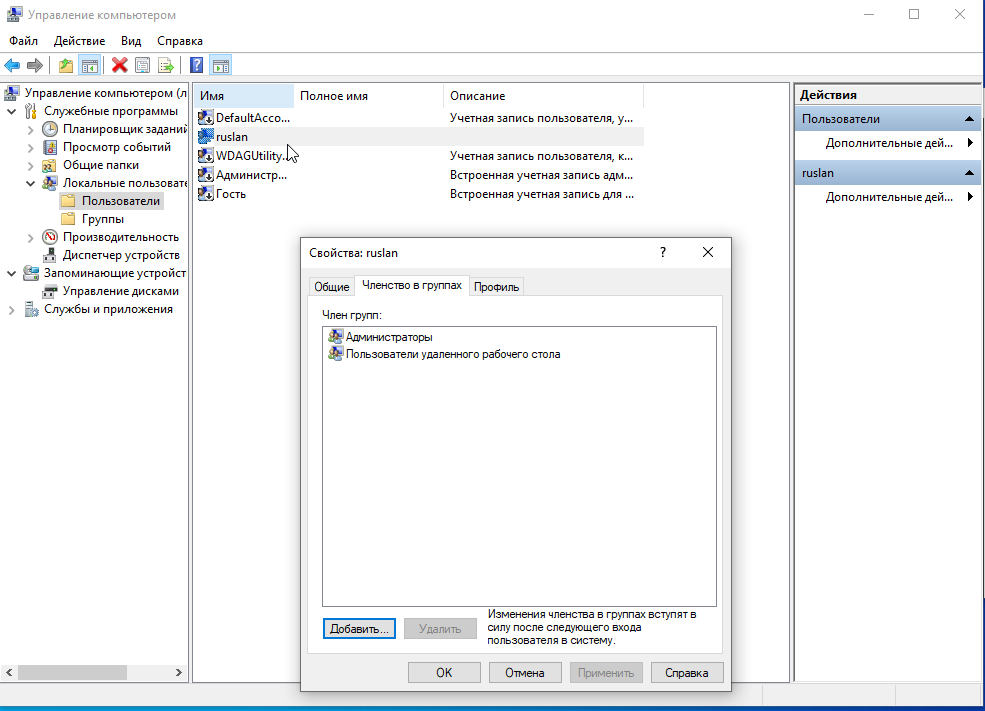 Управление компьютером
Файл Действие Вид Справка
Управление компьютером (л
Служебные программы
Планировщик заданий
Просмотр событий
Общие папки
Локальные пользовате
Пользователи
Группы
Производительность
Диспетчер устройств
Запоминающие устройст
Управление дисками
Службы и приложения
Имя Полное имя Описание
DefaultAcco... Учетная запись пользователя, у...
ruslan
WDAGUtility... Учетная запись пользователя, к...
Администр... Встроенная учетная запись адм...
Гость Встроенная учетная запись для ...
Действия
Пользователи
Дополнительные дей...
ruslan
Дополнительные дей...
Свойства: ruslan ?
Общие Членство в группах Профиль
Член групп:
Администраторы
Пользователи удаленного рабочего стола
Добавить... Удалить
Изменения членства в группах вступят в
силу после следующего входа
пользователя в систему.
OK Отмена Применить Справка